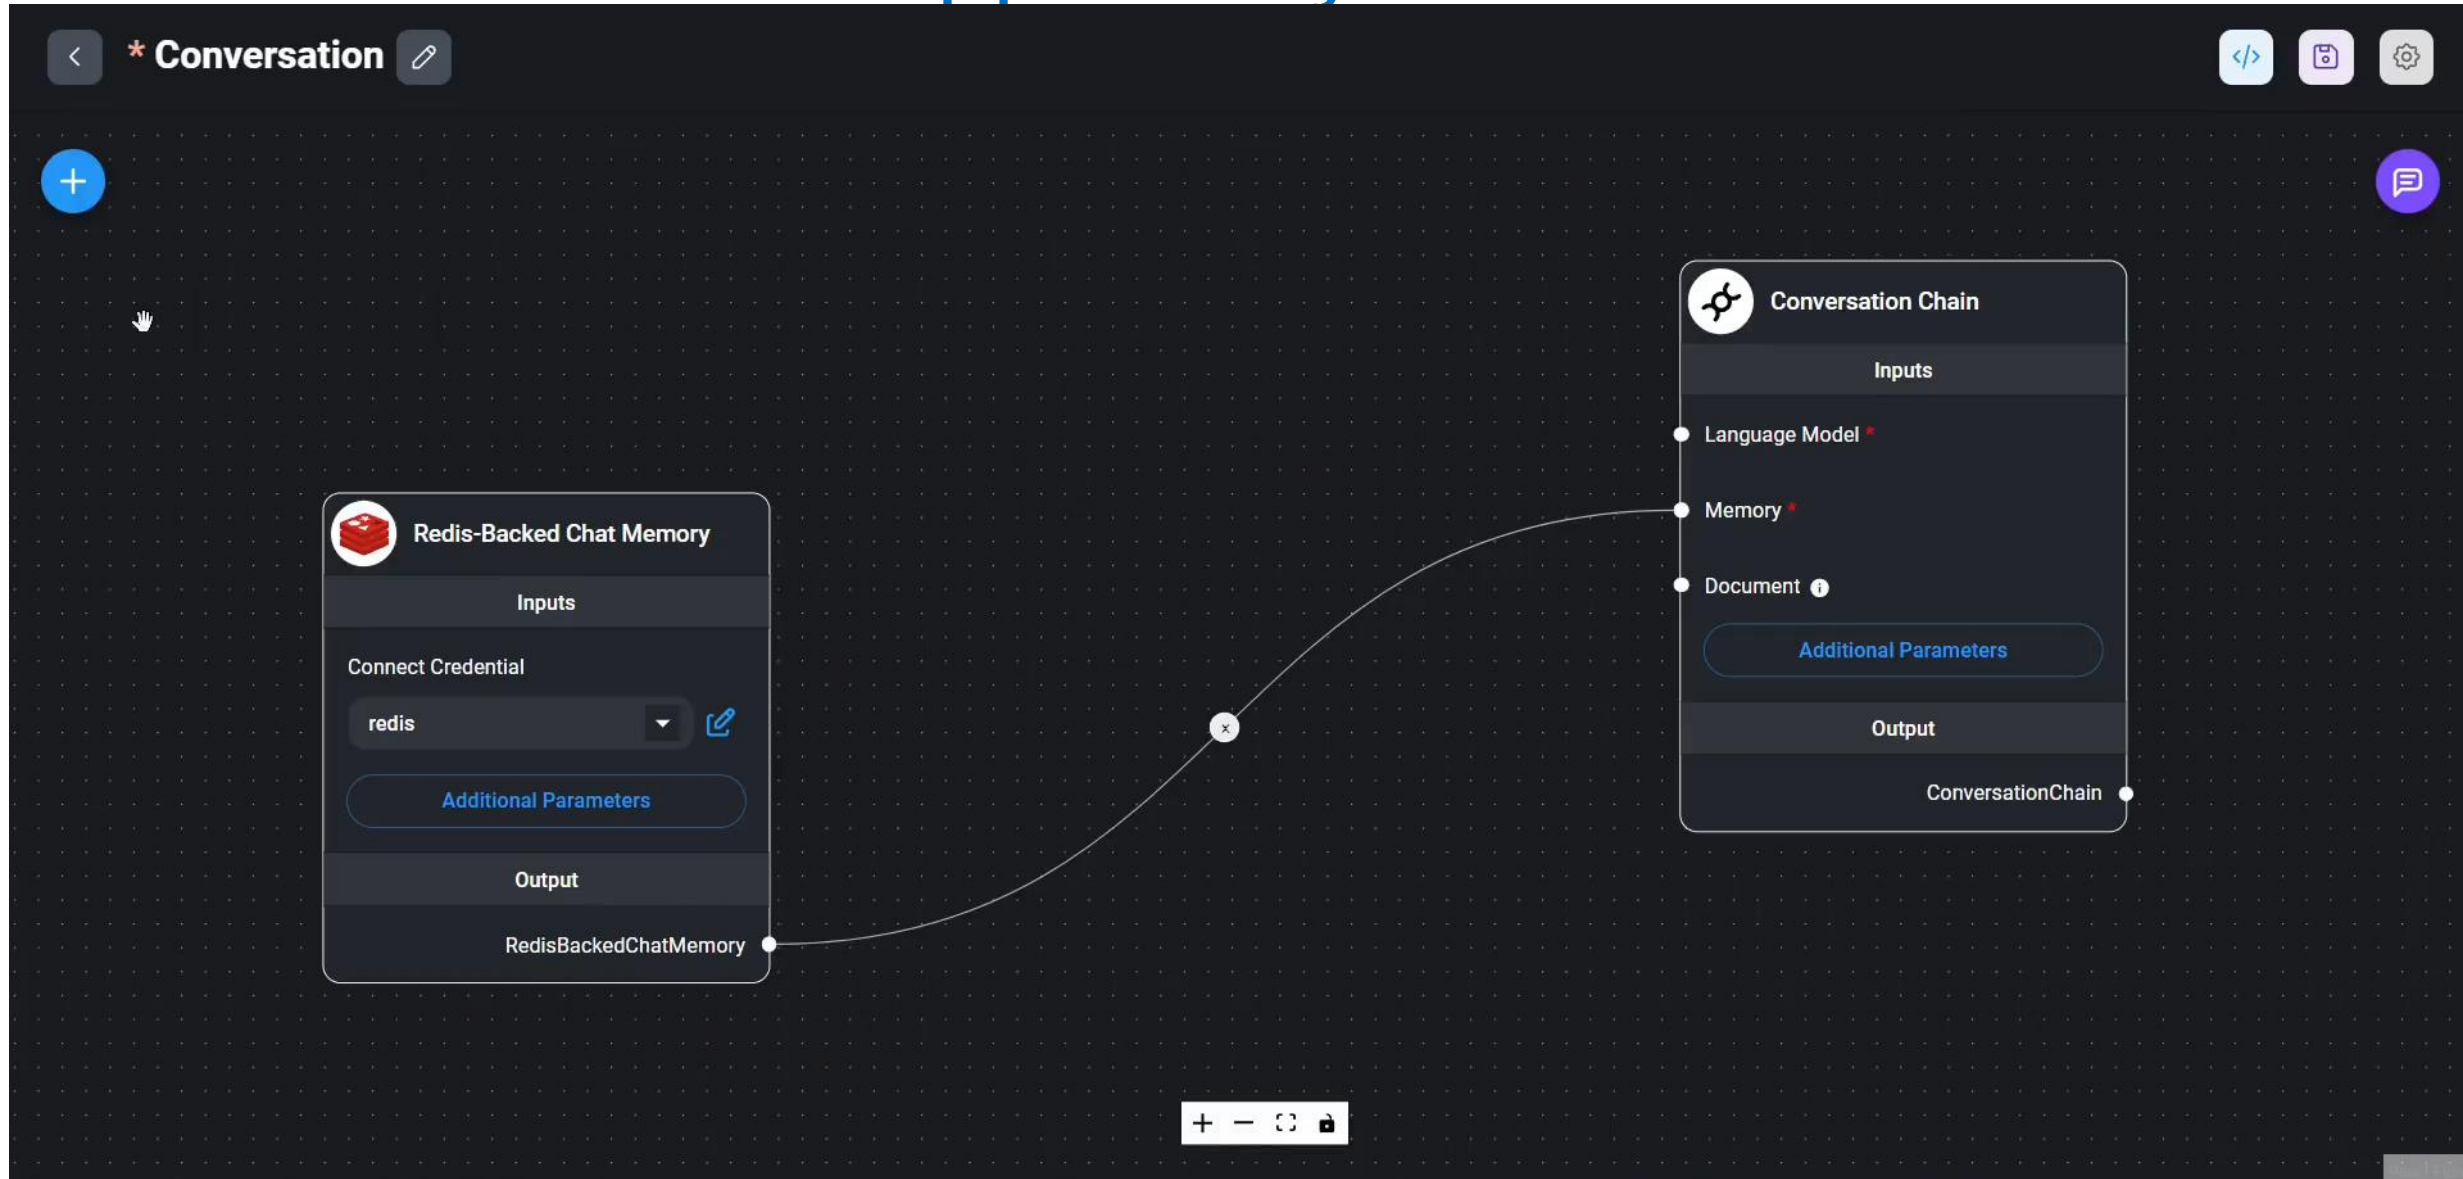 * Conversation
</>
Conversation Chain
Inputs
Language Model *
Memory *
Document
Additional Parameters
Output
ConversationChain
Redis-Backed Chat Memory
Inputs
Connect Credential
redis
Additional Parameters
Output
RedisBackedChatMemory